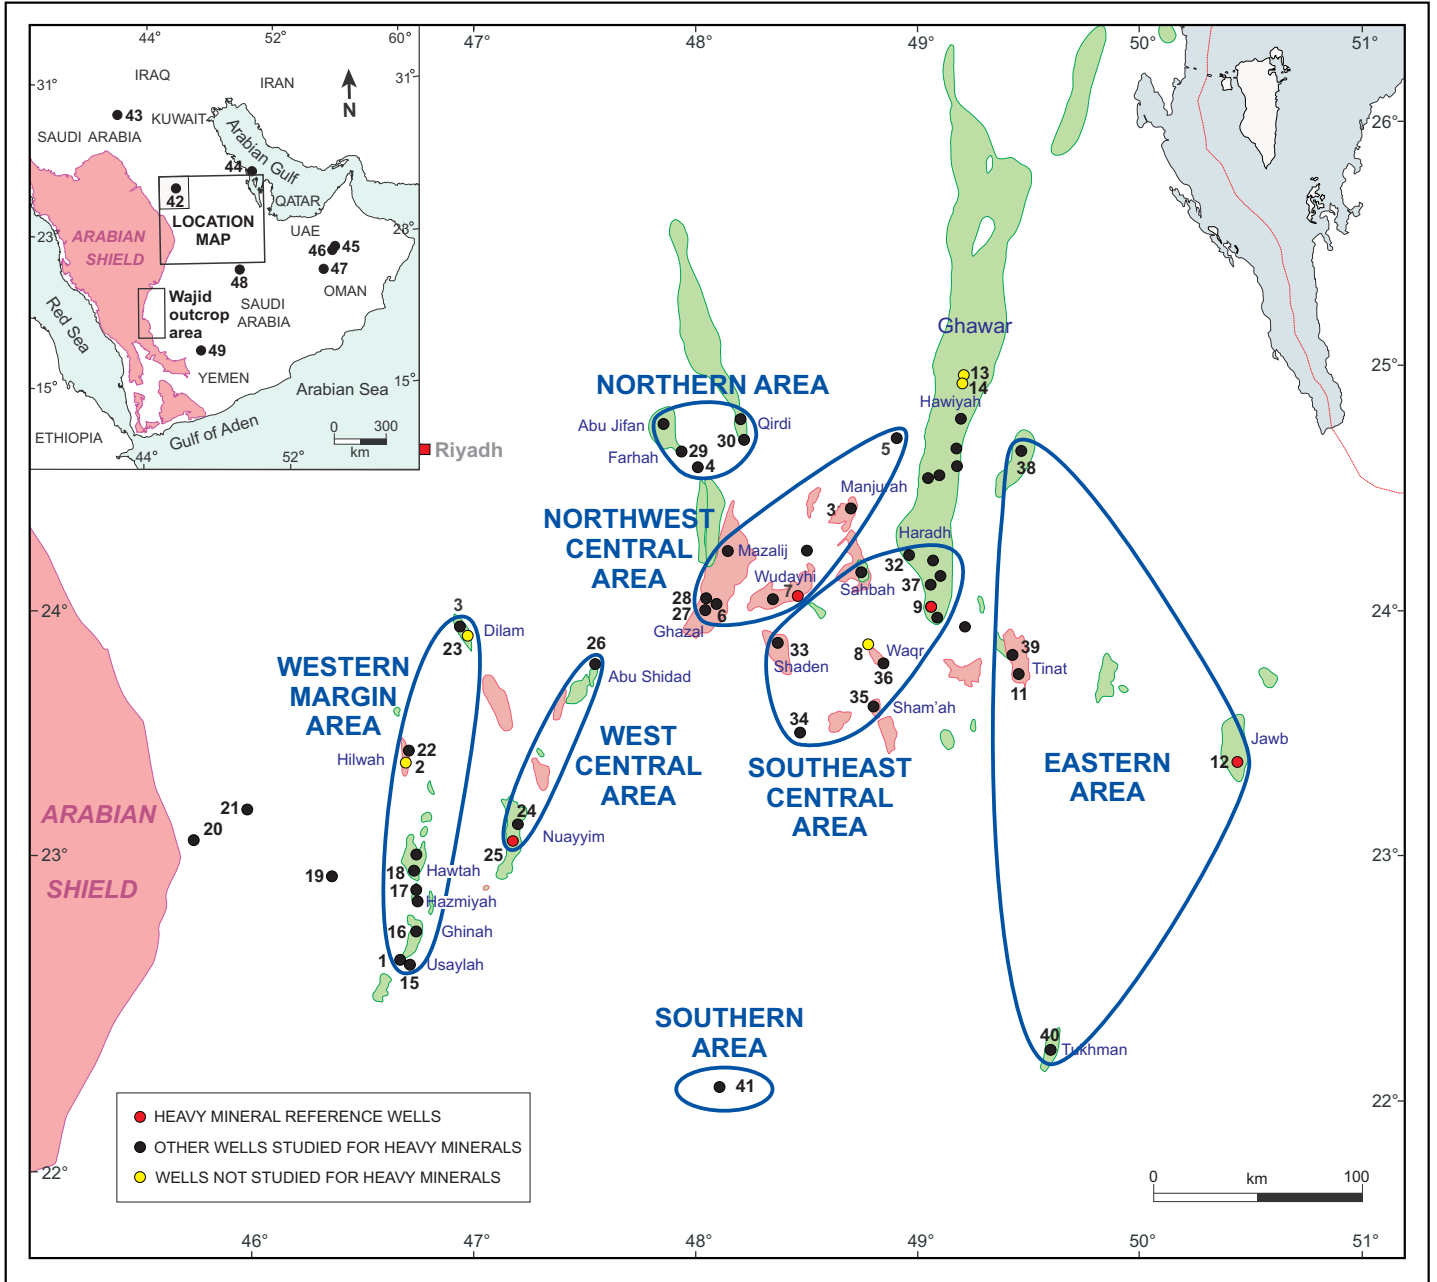 44°
52°
60°
47°
48°
49°
50°
51°
IRAQ
IRAN
31°
31°
N
43
KUWAIT
SAUDI ARABIA
Arabian Gulf
44
42
QATAR
LOCATION
MAP
23°
28°
ARABIAN
SHIELD
UAE
46
45
47
48
OMAN
SAUDI
ARABIA
Wajid
outcrop
area
Red Sea
49
YEMEN
15°
15°
Arabian Sea
Gulf of Aden
0 300
km
ETHIOPIA
44°
52°
Riyadh
26°
25°
24°
23°
22°
Ghawar
13
14
Hawiyah
NORTHERN AREA
Abu Jifan
Qirdi
30
Farhah
29
4
5
38
Manjurah
3
NORTHWEST
CENTRAL
AREA
Mazalij
Haradh
32
Wudayhi
7
Sahbah
37
28
27
6
9
Ghazal
24°
3
Dilam
23
WESTERN
MARGIN
AREA
26
Abu Shidad
33
Shaden
8
Waqr
36
39
Tinat
11
35
Sham'ah
34
22
Hilwah
2
WEST
CENTRAL
AREA
SOUTHEAST
CENTRAL
AREA
EASTERN
AREA
Jawb
12
ARABIAN
SHIELD
21
20
24
Nuayyim
25
23°
19
18
Hawtah
17
Hazmiyah
16
Ghinah
1
Usaylah
15
SOUTHERN
AREA
41
40
Tukhman
HEAVY MINERAL REFERENCE WELLS
OTHER WELLS STUDIED FOR HEAVY MINERALS
WELLS NOT STUDIED FOR HEAVY MINERALS
22°
0 km 100
46°
47°
48°
49°
50°
51°